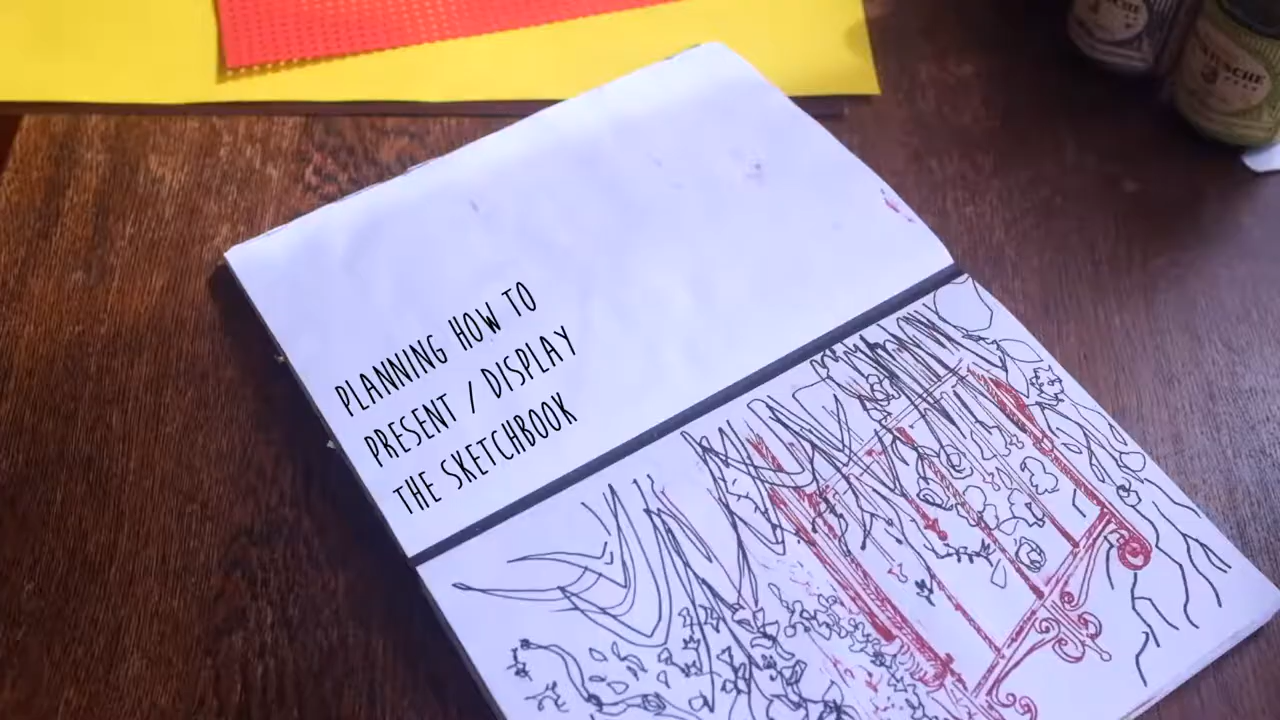 PLANNING HOW TO
PRESENT / DISPLAY
THE SKETCHBOOK